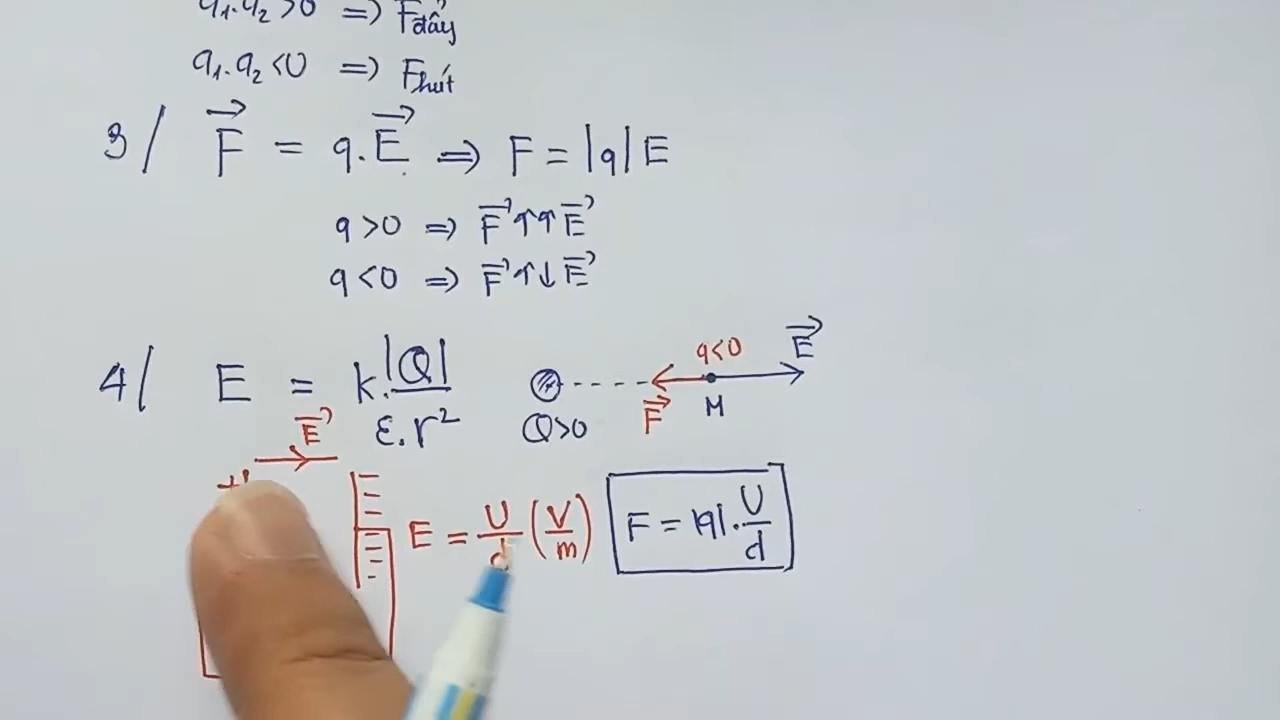 q₁.q₂ >0 => Fđẩy
q₁.q₂ <0 => Fhút
3/ F⃗ = q.E⃗ => F = |q| E
q >0 => F⃗ ↑↑ E⃗
q <0 => F⃗ ↑↓ E⃗
4/ E = k.|Q|/ε.r²
q<0 E⃗
F⃗ M
Q>0
E⃗
E = U/d (V/m) F = |q|.U/d